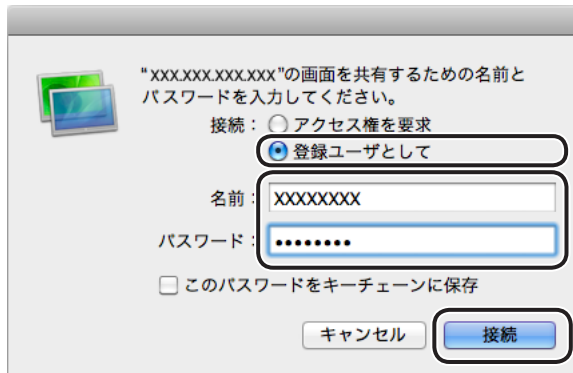 “xxx.xxx.xxx.xxx”の画面を共有するための名前と
パスワードを入力してください。
接続： アクセス権を要求
登録ユーザとして
名前： XXXXXXXX
パスワード： ••••••••
このパスワードをキーチェーンに保存
キャンセル 接続